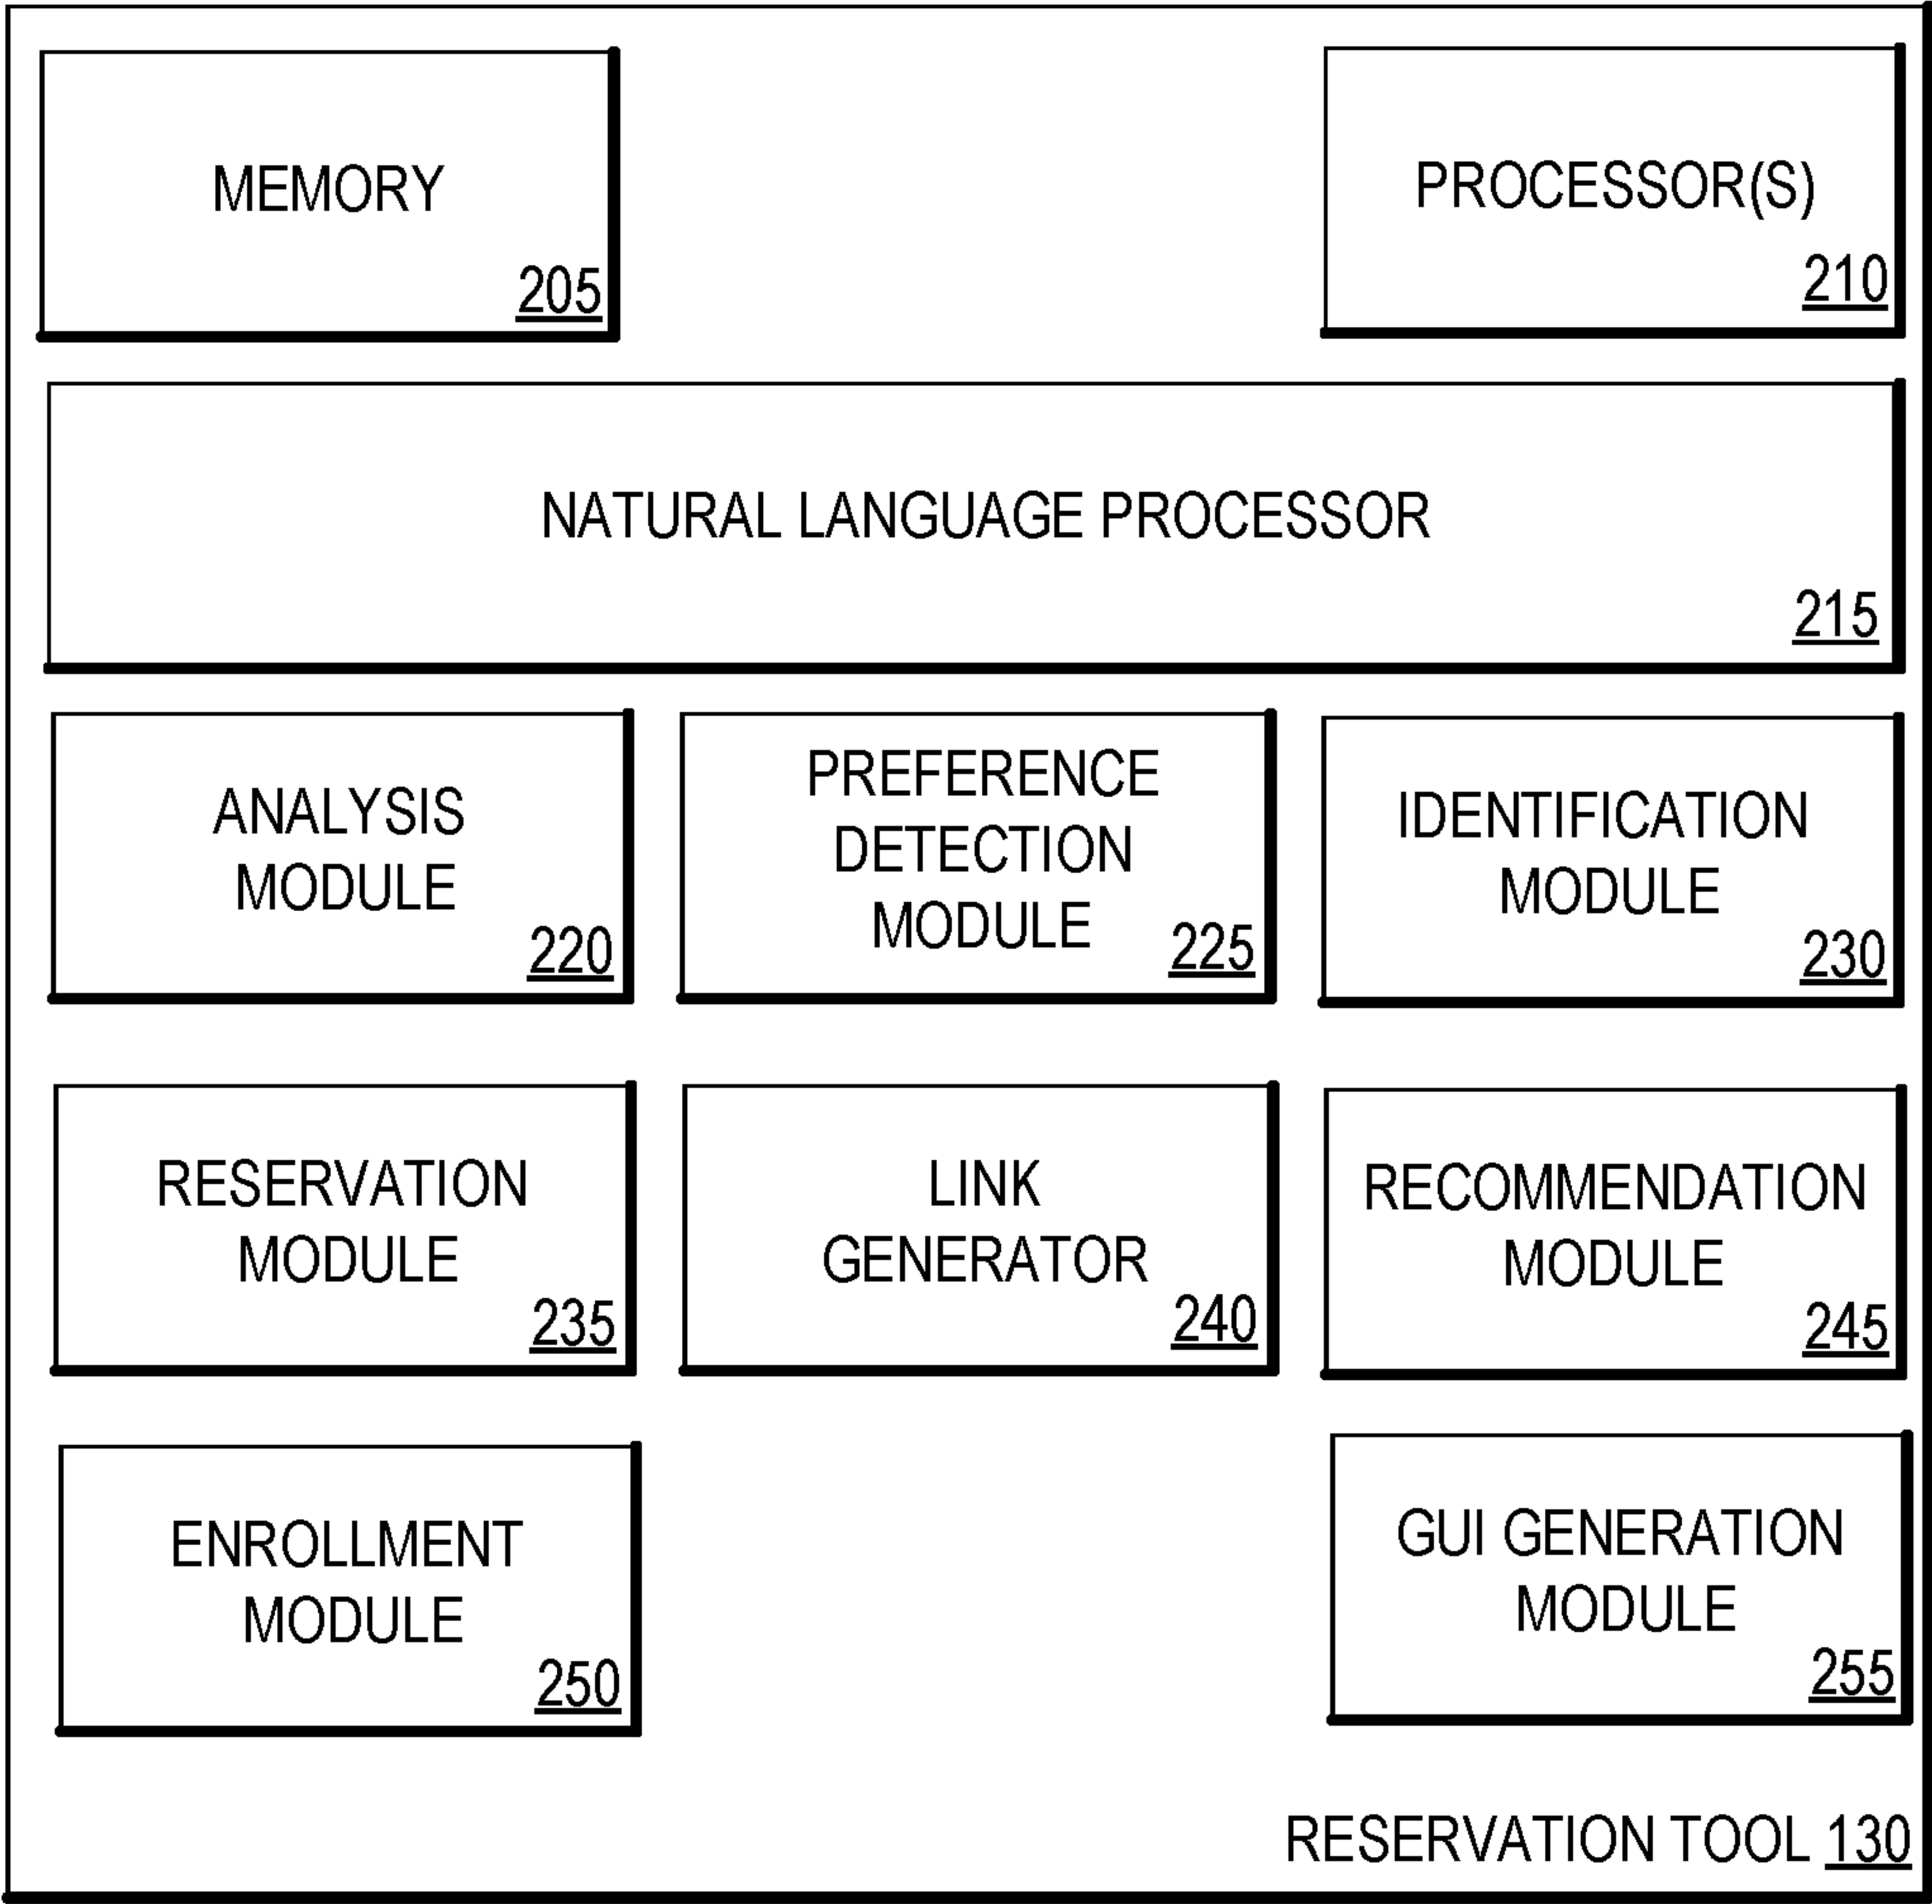 MEMORY
205
PROCESSOR(S)
210
NATURAL LANGUAGE PROCESSOR
215
ANALYSIS
MODULE
220
PREFERENCE
DETECTION
MODULE
225
IDENTIFICATION
MODULE
230
RESERVATION
MODULE
235
LINK
GENERATOR
240
RECOMMENDATION
MODULE
245
ENROLLMENT
MODULE
250
GUI GENERATION
MODULE
255
RESERVATION TOOL 130